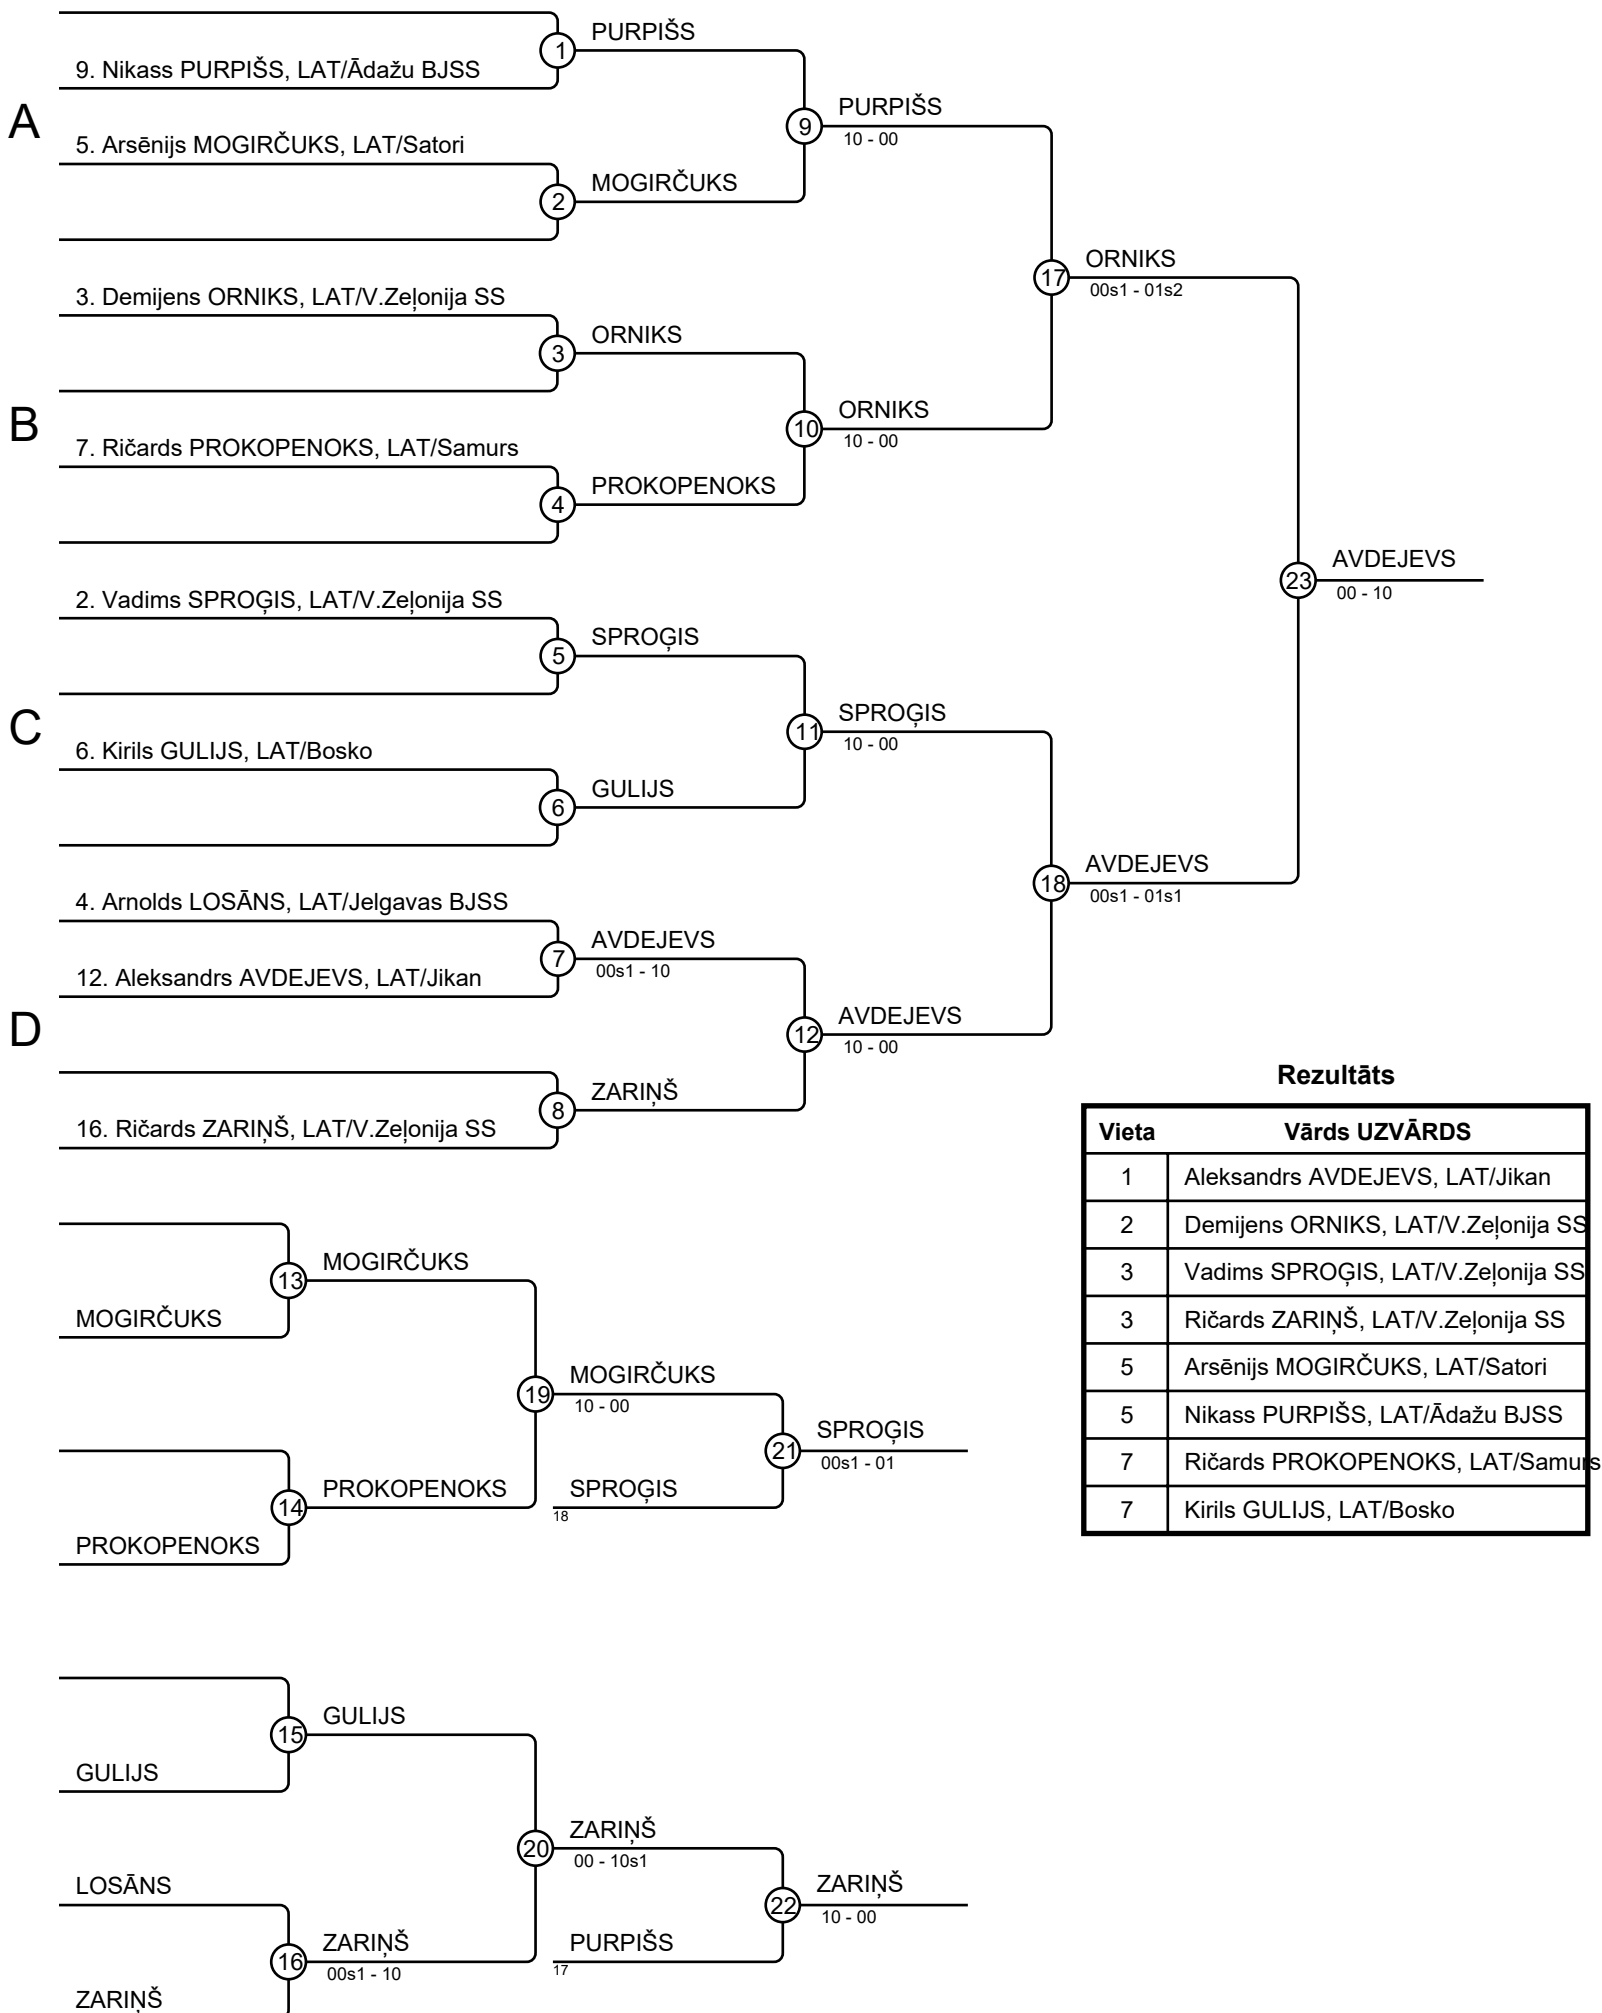 PURPIŠS
1
9. Nikass PURPIŠS, LAT/Ādažu BJSS
A
PURPIŠS
9
10 - 00
5. Arsēnijs MOGIRČUKS, LAT/Satori
MOGIRČUKS
2
ORNIKS
17
00s1 - 01s2
3. Demijens ORNIKS, LAT/V.Zeļonija SS
ORNIKS
3
B
ORNIKS
10
10 - 00
7. Ričards PROKOPENOKS, LAT/Samurs
PROKOPENOKS
4
AVDEJEVS
23
00 - 10
2. Vadims SPROĢIS, LAT/V.Zeļonija SS
SPROĢIS
5
C
SPROĢIS
11
10 - 00
6. Kirils GULIJS, LAT/Bosko
GULIJS
6
AVDEJEVS
18
00s1 - 01s1
4. Arnolds LOSĀNS, LAT/Jelgavas BJSS
AVDEJEVS
7
00s1 - 10
12. Aleksandrs AVDEJEVS, LAT/Jikan
D
AVDEJEVS
12
10 - 00
ZARIŅŠ
8
16. Ričards ZARIŅŠ, LAT/V.Zeļonija SS
Rezultāts
Vieta Vārds UZVĀRDS
1 Aleksandrs AVDEJEVS, LAT/Jikan
2 Demijens ORNIKS, LAT/V.Zeļonija SS
3 Vadims SPROĢIS, LAT/V.Zeļonija SS
3 Ričards ZARIŅŠ, LAT/V.Zeļonija SS
5 Arsēnijs MOGIRČUKS, LAT/Satori
5 Nikass PURPIŠS, LAT/Ādažu BJSS
7 Ričards PROKOPENOKS, LAT/Samurs
7 Kirils GULIJS, LAT/Bosko
MOGIRČUKS
13
MOGIRČUKS
MOGIRČUKS
19
10 - 00
SPROĢIS
21
00s1 - 01
PROKOPENOKS
14
SPROĢIS
18
PROKOPENOKS
GULIJS
15
GULIJS
ZARIŅŠ
20
00 - 10s1
LOSĀNS
ZARIŅŠ
22
10 - 00
ZARIŅŠ
16
00s1 - 10
PURPIŠS
17
ZARIŅŠ